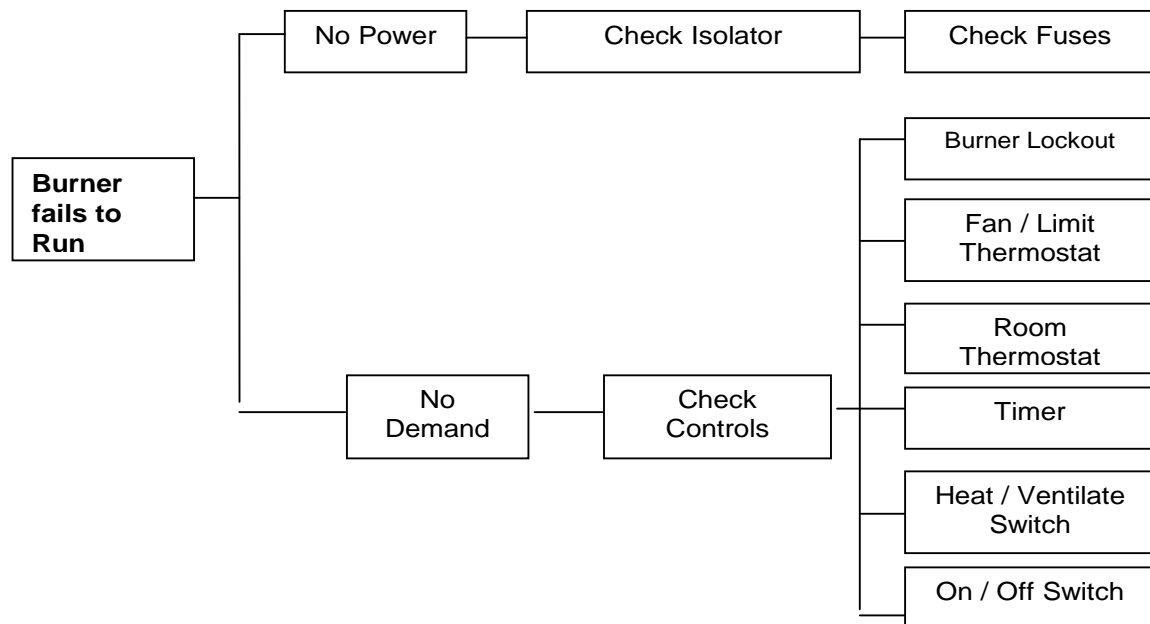 No Power
Check Isolator
Check Fuses
Burner
fails to
Run
Burner Lockout
Fan / Limit
Thermostat
Room
Thermostat
No
Demand
Check
Controls
Timer
Heat / Ventilate
Switch
On / Off Switch